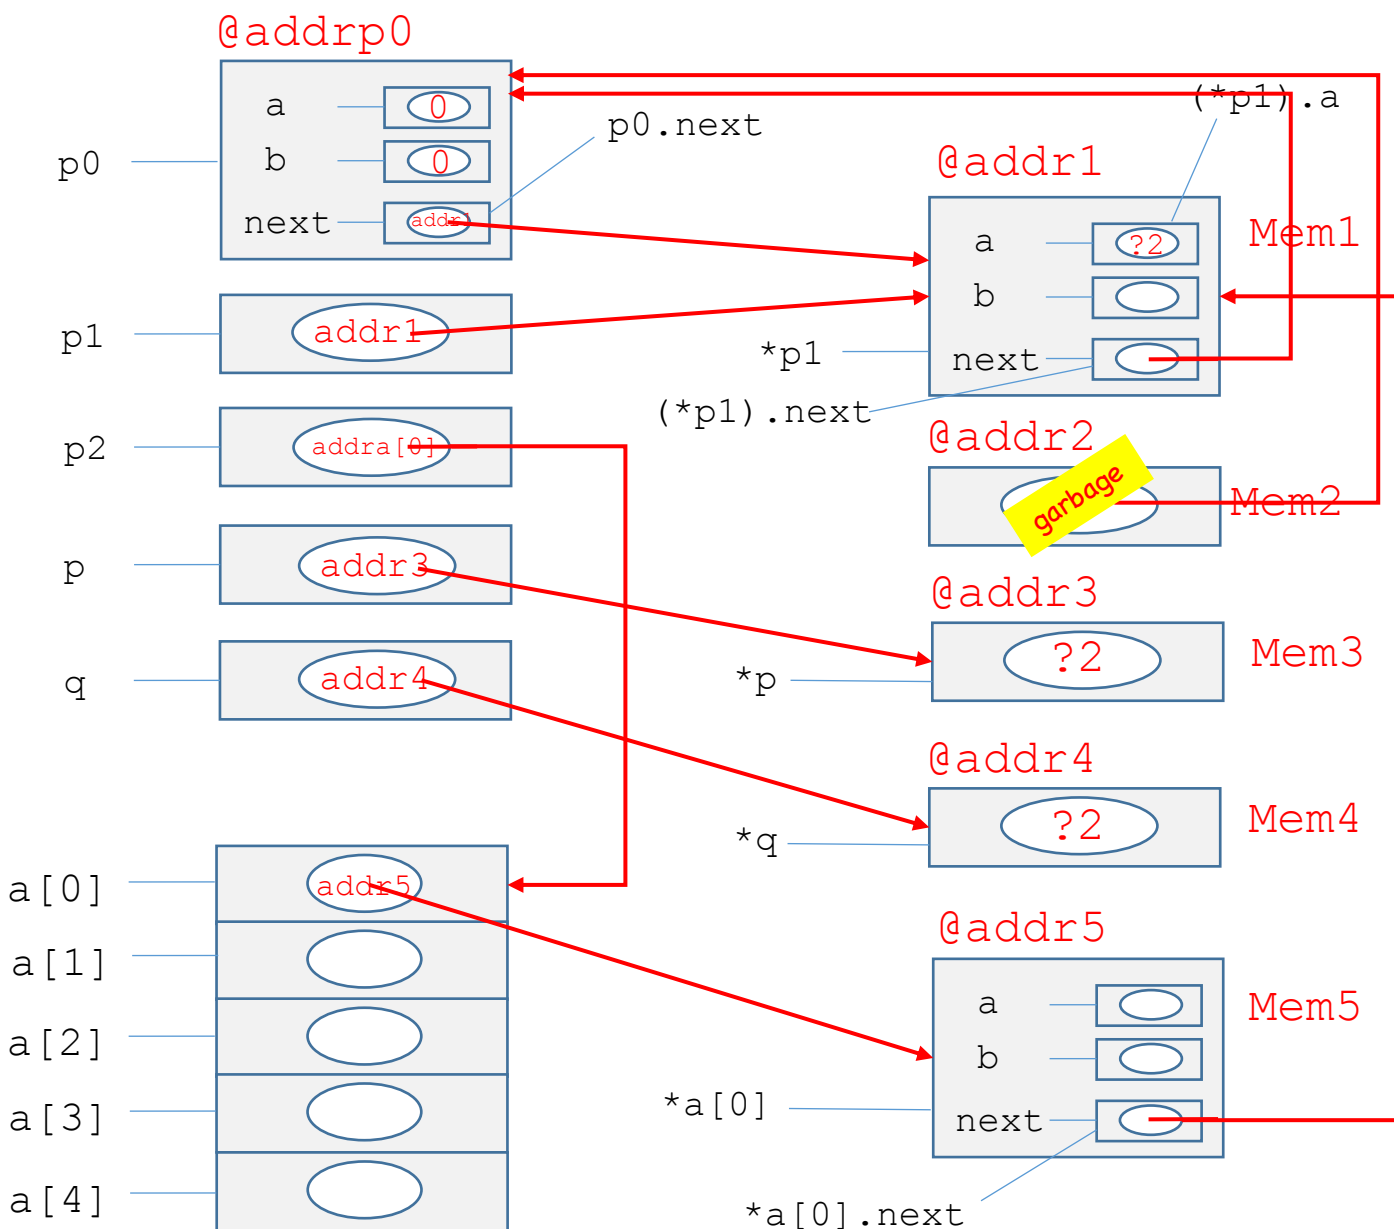 @addrp0
a 0
b 0
next addr1
p0
p0.next
(*p1).a
@addr1
a ?2
b
next
Mem1
p1 addr1
*p1
(*p1).next
p2 addra[0]
@addr2
garbage
Mem2
p addr3
@addr3
?2
Mem3
*p
q addr4
@addr4
?2
Mem4
*q
a[0] addr5
a[1]
a[2]
a[3]
a[4]
@addr5
a
b
next
Mem5
*a[0]
*a[0].next